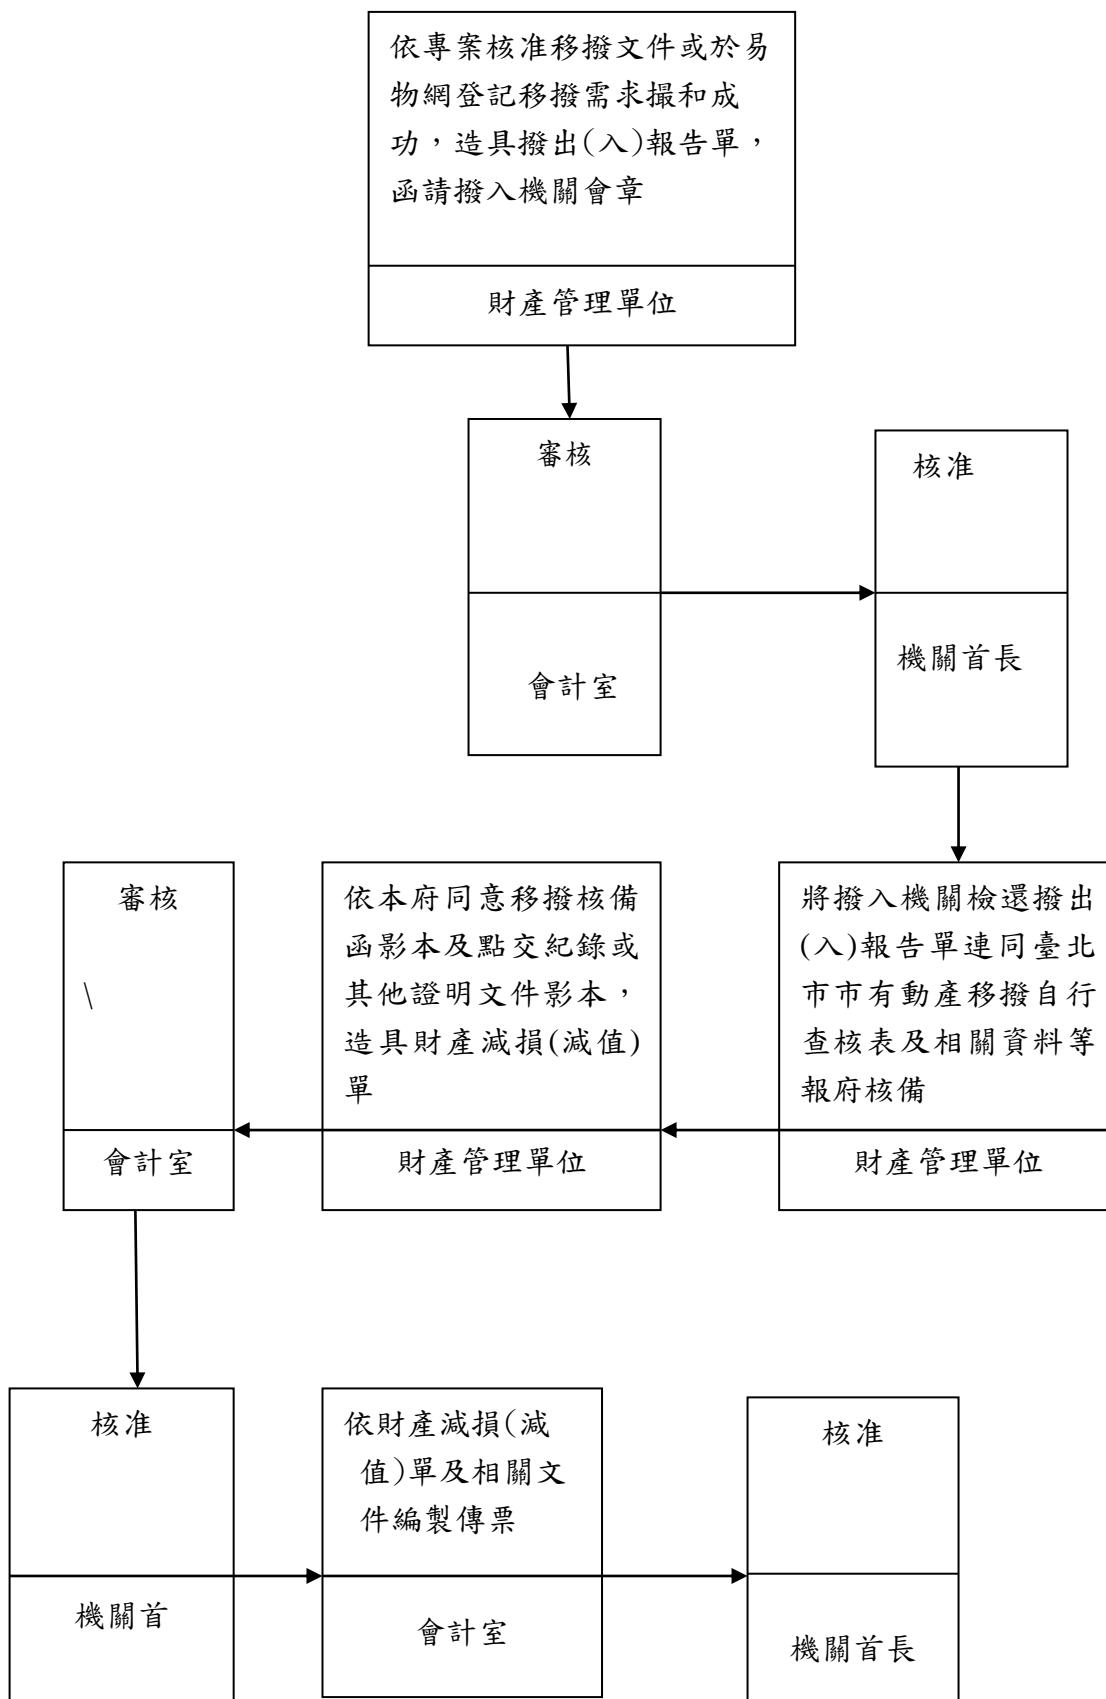 依專案核准移撥文件或於易
物網登記移撥需求撮和成
功，造具撥出(入)報告單，
函請撥入機關會章
財產管理單位
審核
會計室
核准
機關首長
將撥入機關檢還撥出
(入)報告單連同臺北
市市有動產移撥自行
查核表及相關資料等
報府核備
財產管理單位
依本府同意移撥核備
函影本及點交紀錄或
其他證明文件影本，
造具財產減損(減值)
單
財產管理單位
審核
\
會計室
核准
機關首
依財產減損(減
值)單及相關文
件編製傳票
會計室
核准
機關首長